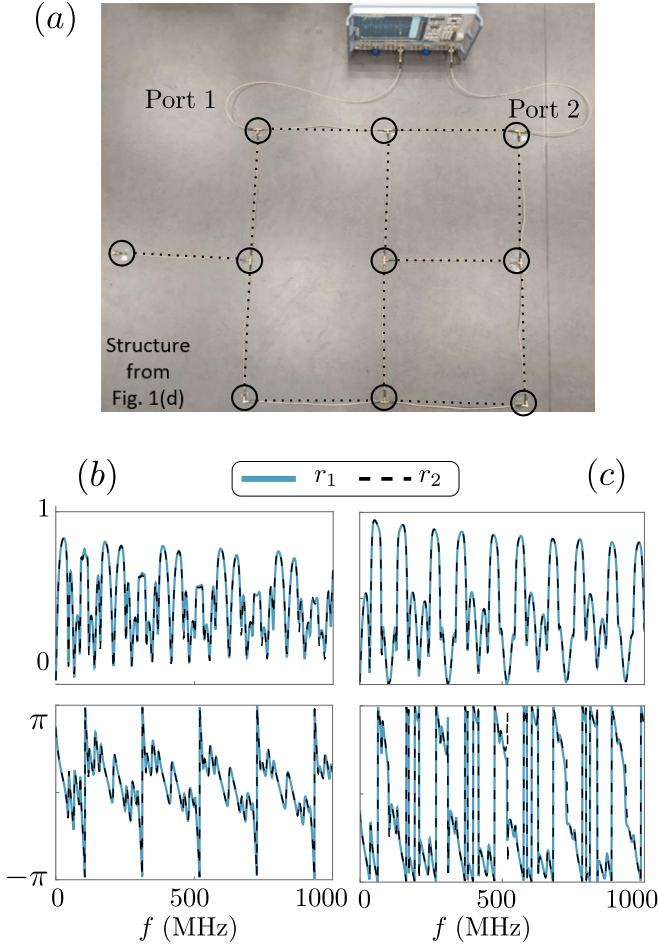 (a)
Port 1
Port 2
Structure
from
Fig. 1(d)
(b)
r₁ r₂
(c)
1
0
π
−π
0 500 1000
f (MHz)
0 500 1000
f (MHz)